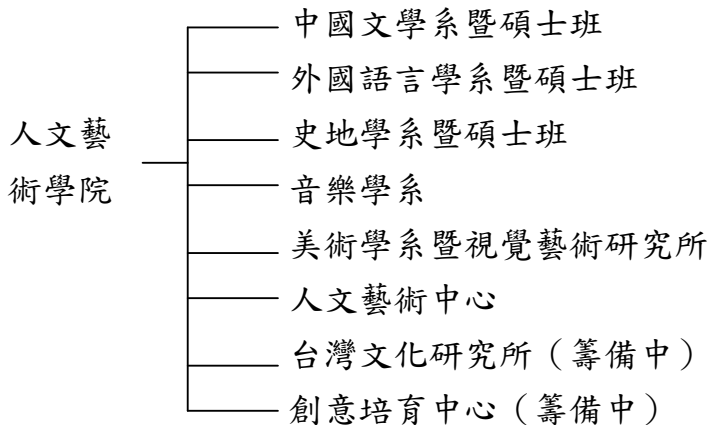 人文藝
術學院
中國文學系暨碩士班
外國語言學系暨碩士班
史地學系暨碩士班
音樂學系
美術學系暨視覺藝術研究所
人文藝術中心
台灣文化研究所（籌備中）
創意培育中心（籌備中）